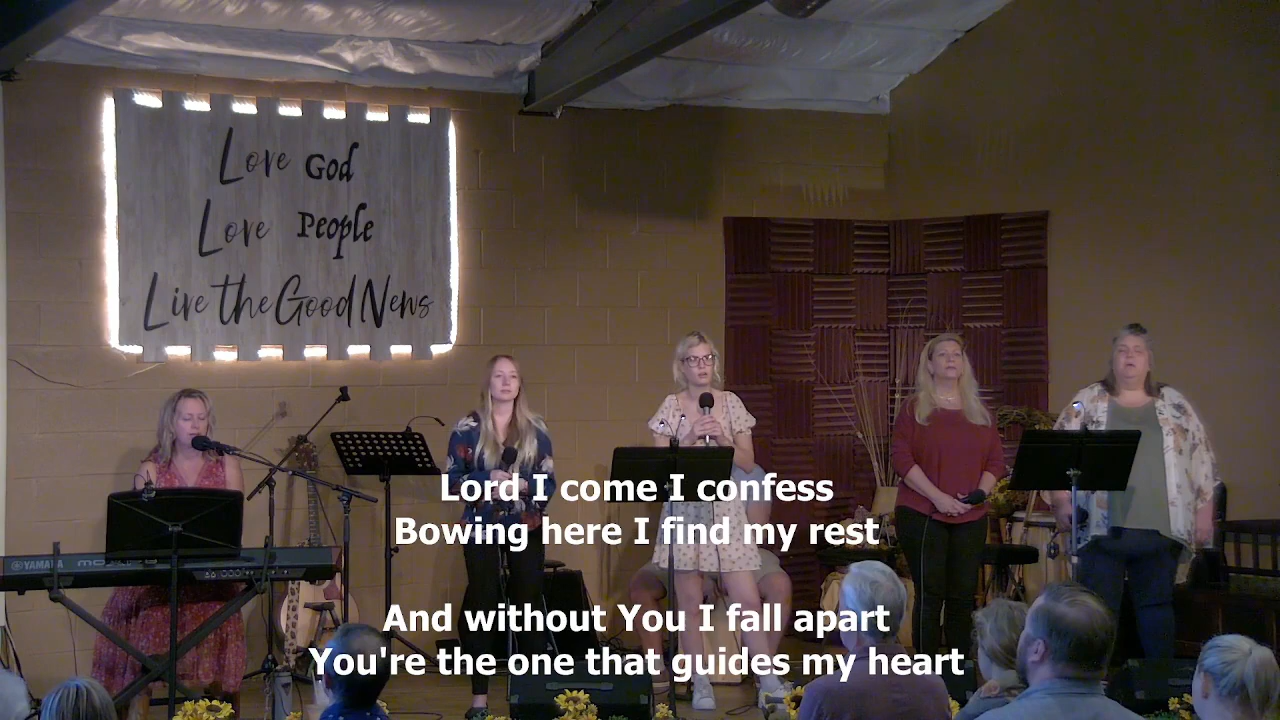 Love God
Love People
Live the Good News
YAMAHA
Lord I come I confess
Bowing here I find my rest
And without You I fall apart
You're the one that guides my heart